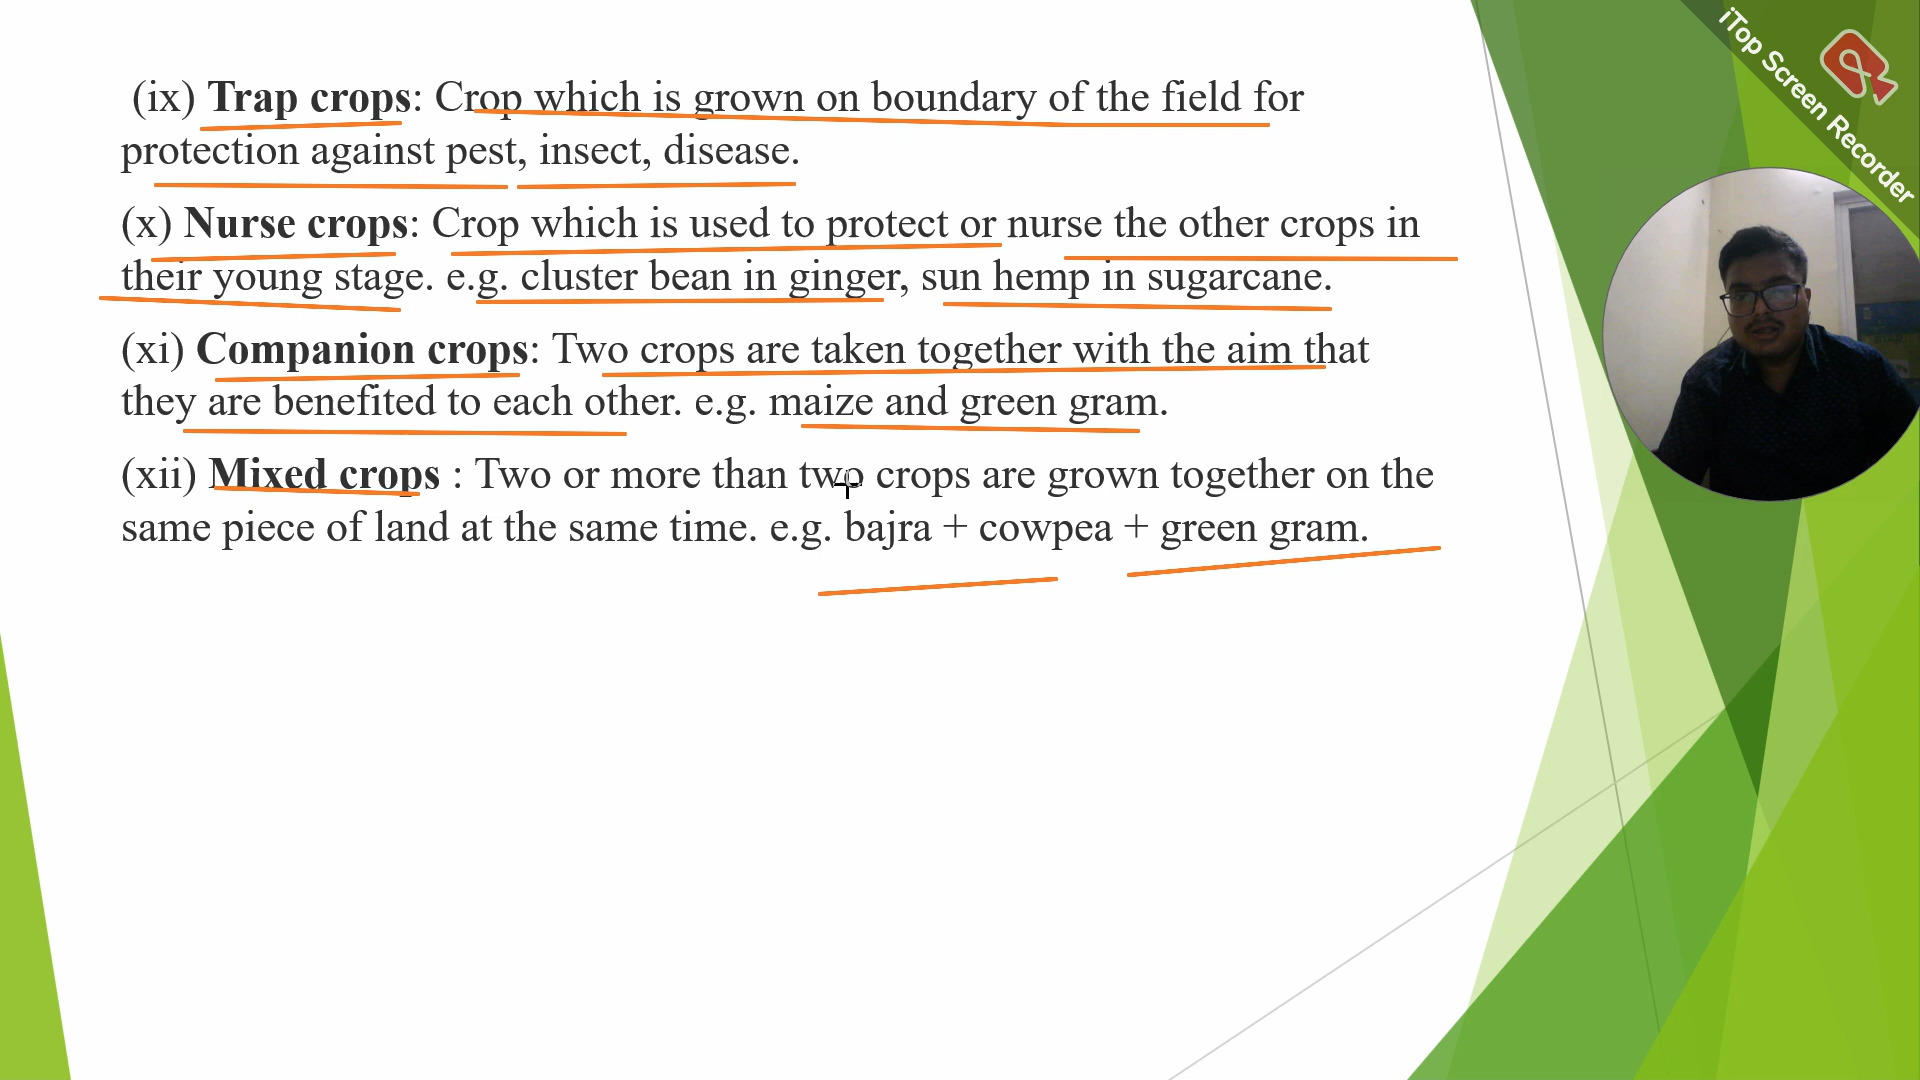 (ix) Trap crops: Crop which is grown on boundary of the field for
protection against pest, insect, disease.
(x) Nurse crops: Crop which is used to protect or nurse the other crops in
their young stage. e.g. cluster bean in ginger, sun hemp in sugarcane.
(xi) Companion crops: Two crops are taken together with the aim that
they are benefited to each other. e.g. maize and green gram.
(xii) Mixed crops : Two or more than two crops are grown together on the
same piece of land at the same time. e.g. bajra + cowpea + green gram.
iTop Screen Recorder